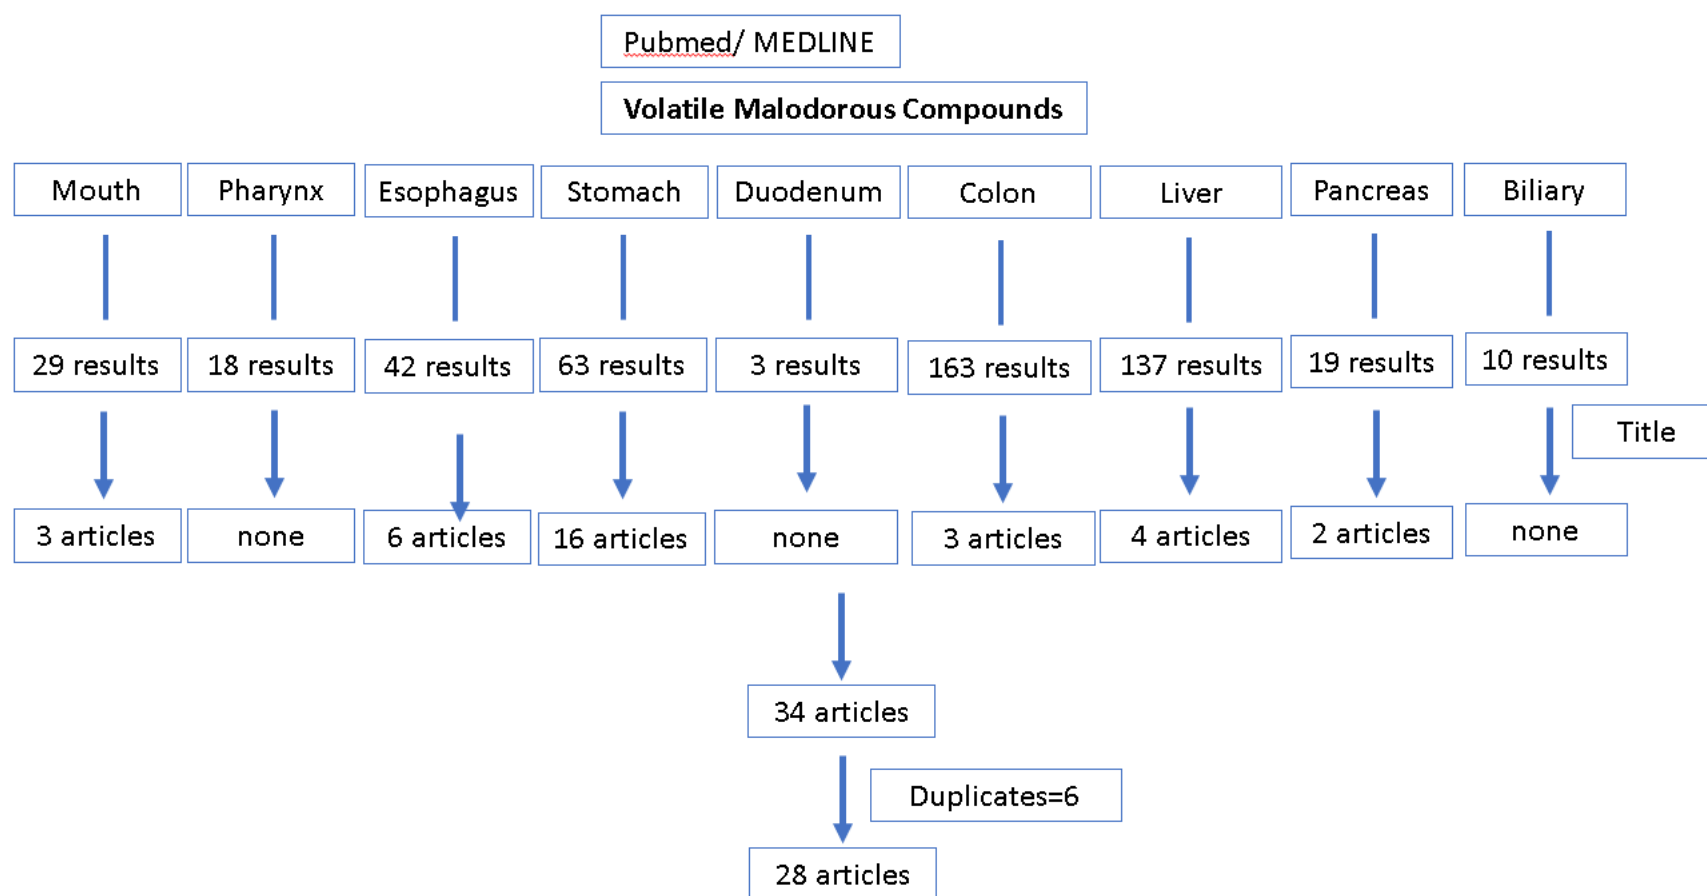 Pubmed/ MEDLINE
Volatile Malodorous Compounds
Mouth
Pharynx
Esophagus
Stomach
Duodenum
Colon
Liver
Pancreas
Biliary
29 results
18 results
42 results
63 results
3 results
163 results
137 results
19 results
10 results
Title
3 articles
none
6 articles
16 articles
none
3 articles
4 articles
2 articles
none
34 articles
Duplicates=6
28 articles